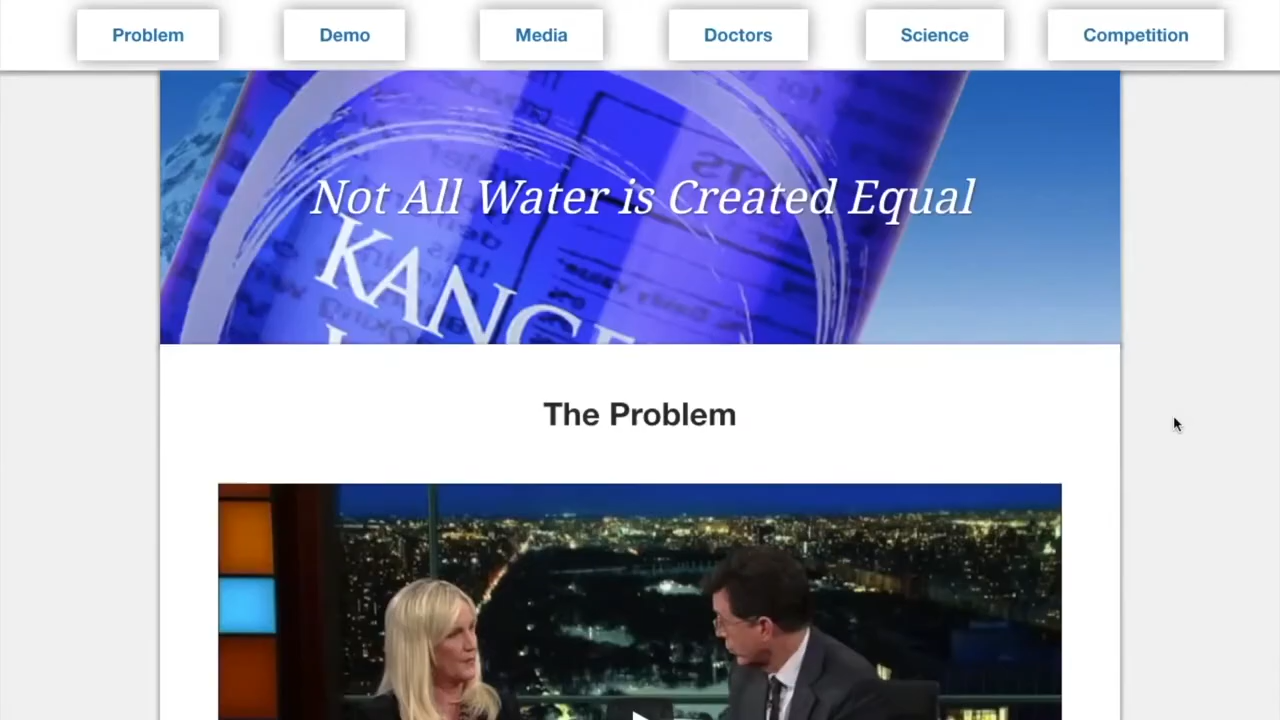 Problem
Demo
Media
Doctors
Science
Competition
Not All Water is Created Equal
KANGE
The Problem